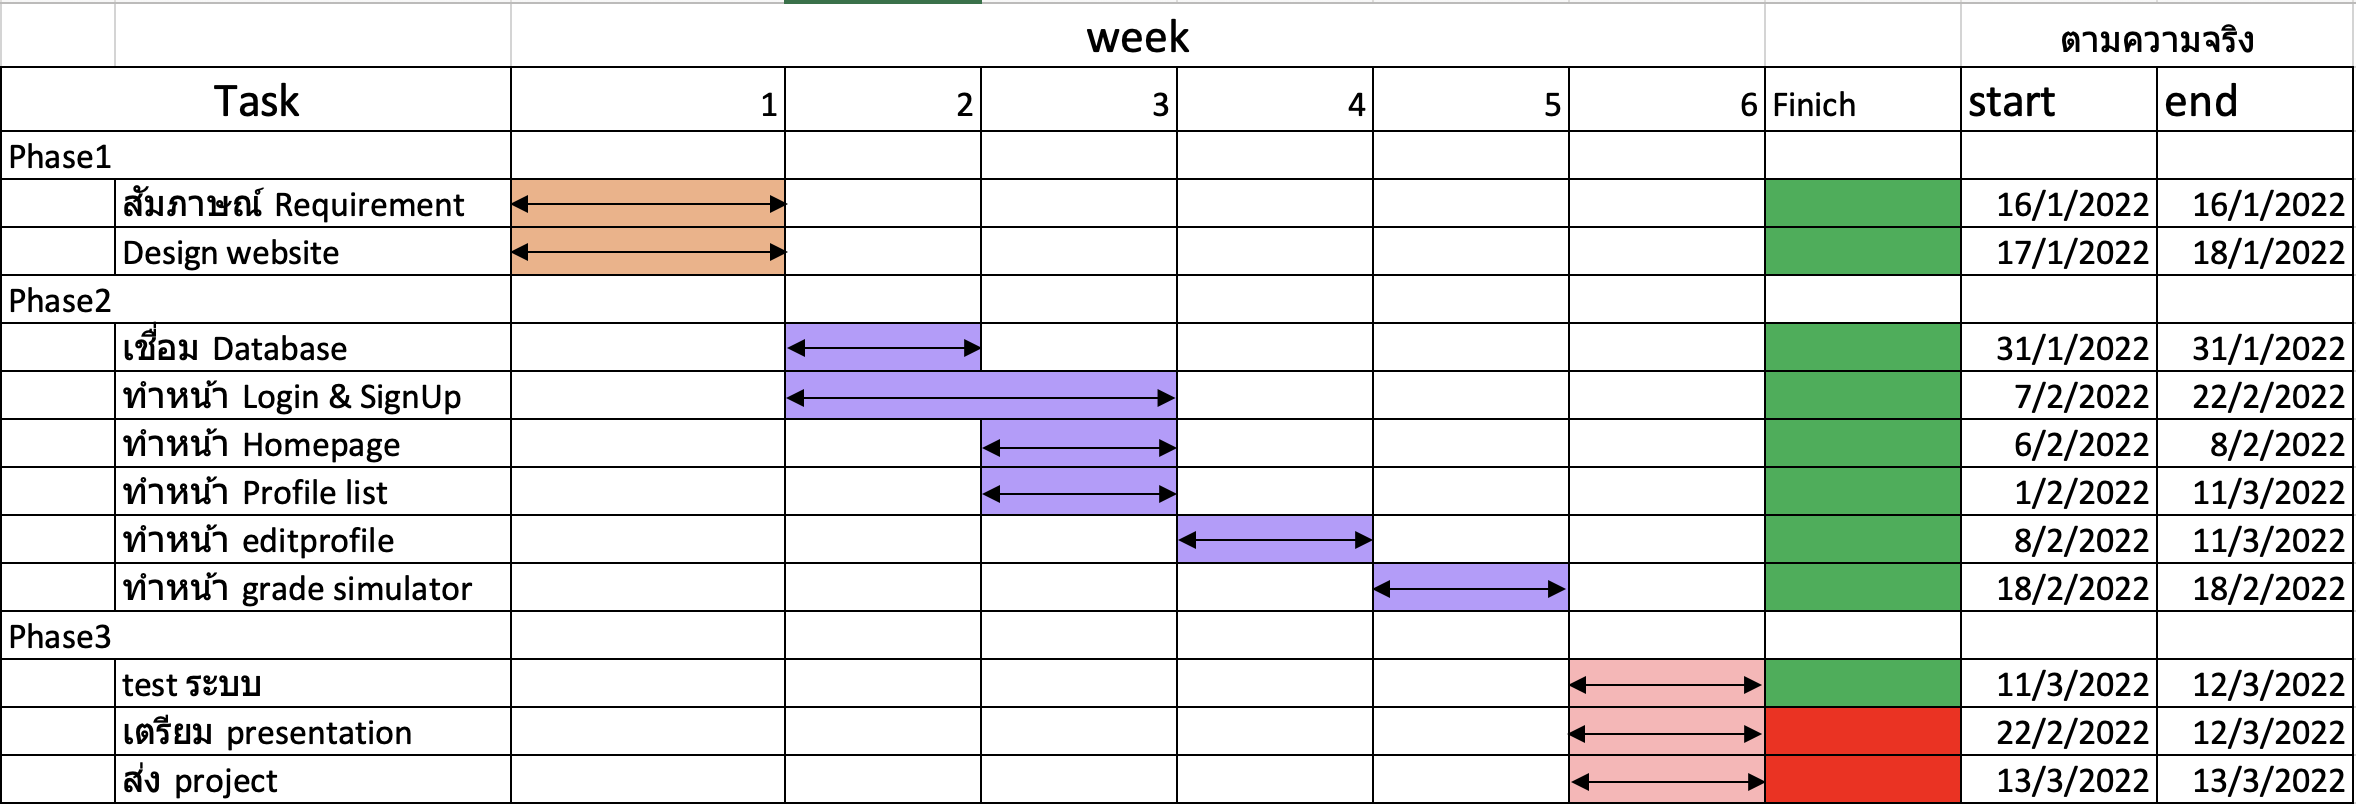 week ตามความจริง
Task 1 2 3 4 5 6 Finich start end
Phase1
สัมภาษณ์ Requirement 16/1/2022 16/1/2022
Design website 17/1/2022 18/1/2022
Phase2
เชื่อม Database 31/1/2022 31/1/2022
ทำหน้า Login & SignUp 7/2/2022 22/2/2022
ทำหน้า Homepage 6/2/2022 8/2/2022
ทำหน้า Profile list 1/2/2022 11/3/2022
ทำหน้า editprofile 8/2/2022 11/3/2022
ทำหน้า grade simulator 18/2/2022 18/2/2022
Phase3
test ระบบ 11/3/2022 12/3/2022
เตรียม presentation 22/2/2022 12/3/2022
ส่ง project 13/3/2022 13/3/2022